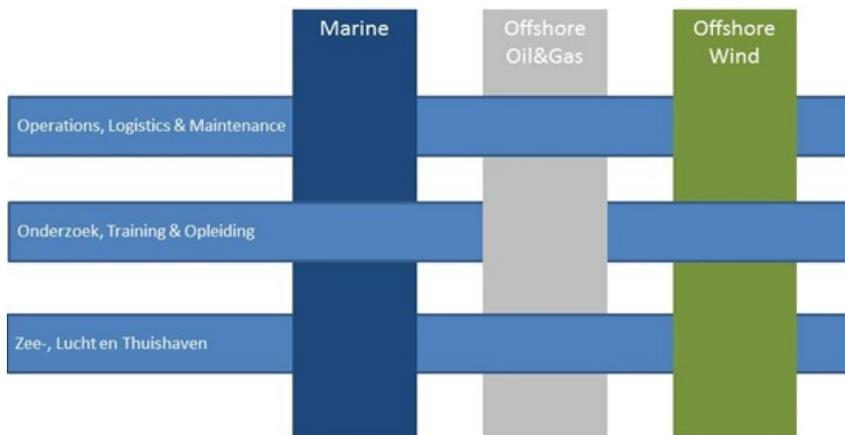 Marine
Offshore
Oil&Gas
Offshore
Wind
Operations, Logistics & Maintenance
Onderzoek, Training & Opleiding
Zee-, Lucht en Thuishaven